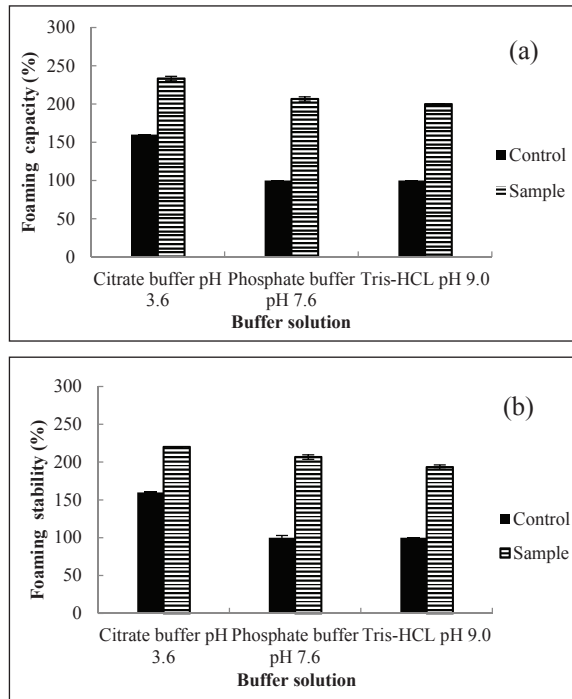 (a)
Foaming capacity (%)
300
250
200
150
100
50
0
Control
Sample
Citrate buffer pH Phosphate buffer Tris-HCL pH 9.0
3.6 pH 7.6
Buffer solution
(b)
Foaming stability (%)
300
250
200
150
100
50
0
Control
Sample
Citrate buffer pH Phosphate buffer Tris-HCL pH 9.0
3.6 pH 7.6
Buffer solution